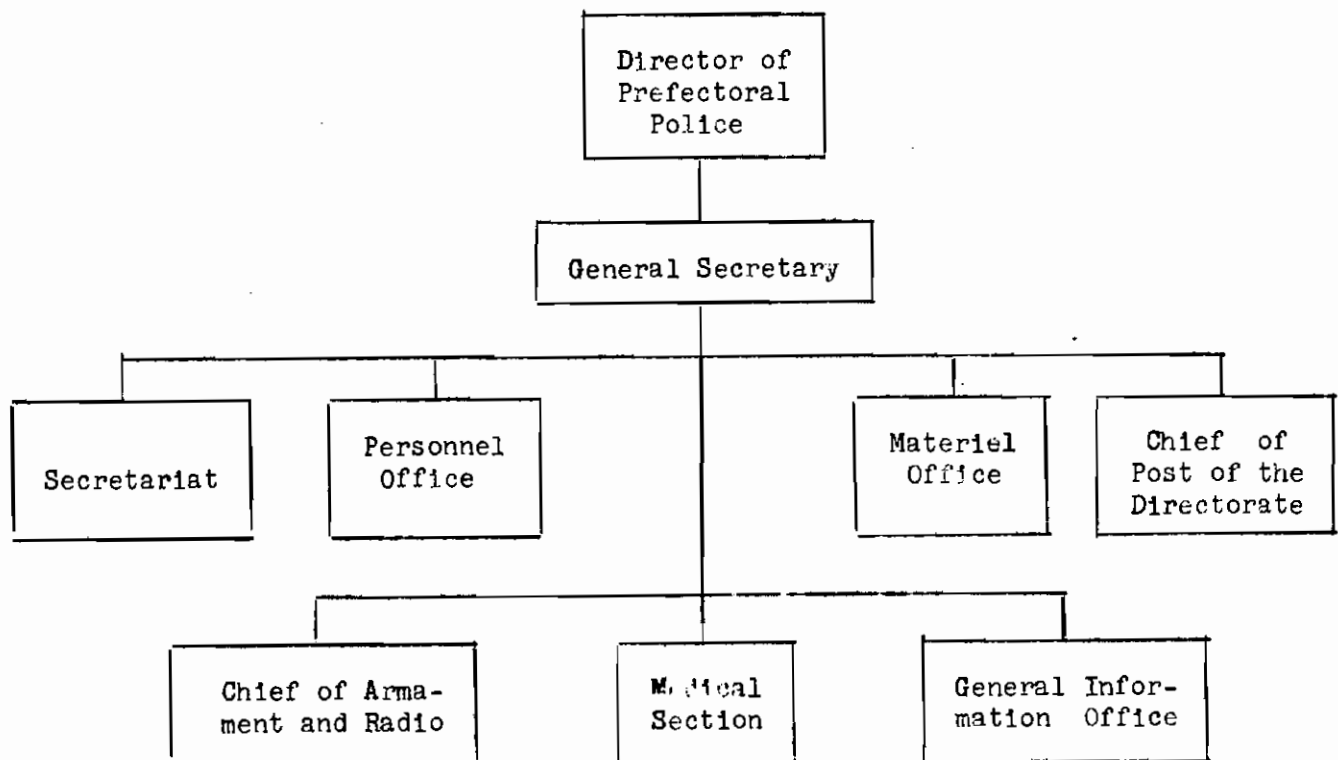 Director of
Prefectoral
Police
General Secretary
Secretariat
Personnel
Office
Materiel
Office
Chief of
Post of the
Directorate
Chief of Arma-
ment and Radio
Medical
Section
General Infor-
mation Office